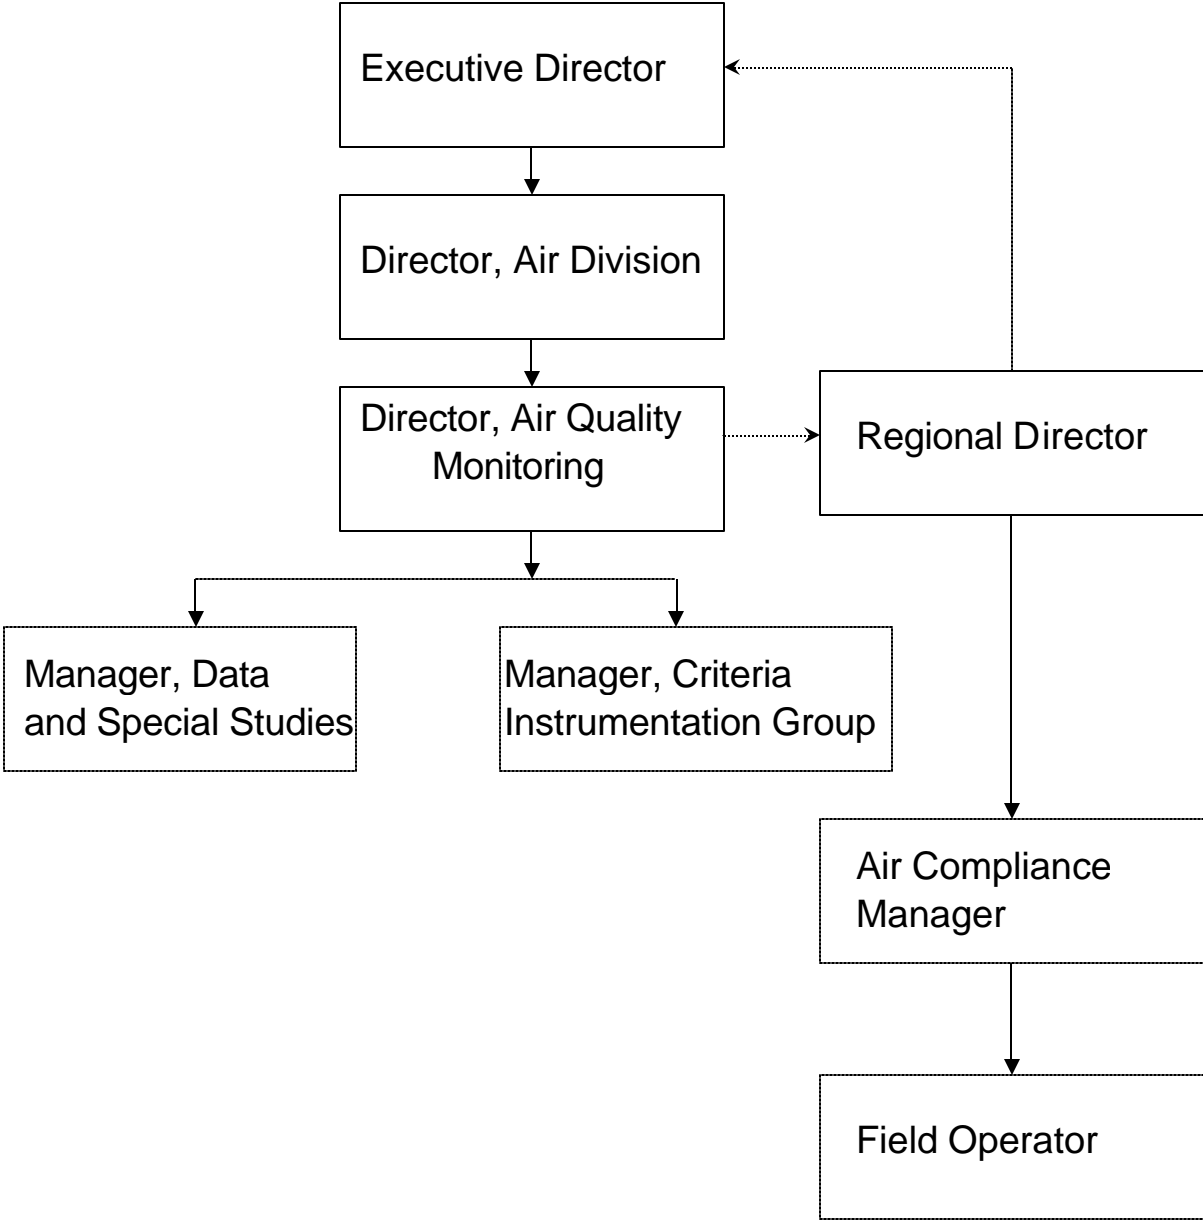 Executive Director
Director, Air Division
Director, Air Quality
Monitoring
Regional Director
Manager, Data
and Special Studies
Manager, Criteria
Instrumentation Group
Air Compliance
Manager
Field Operator